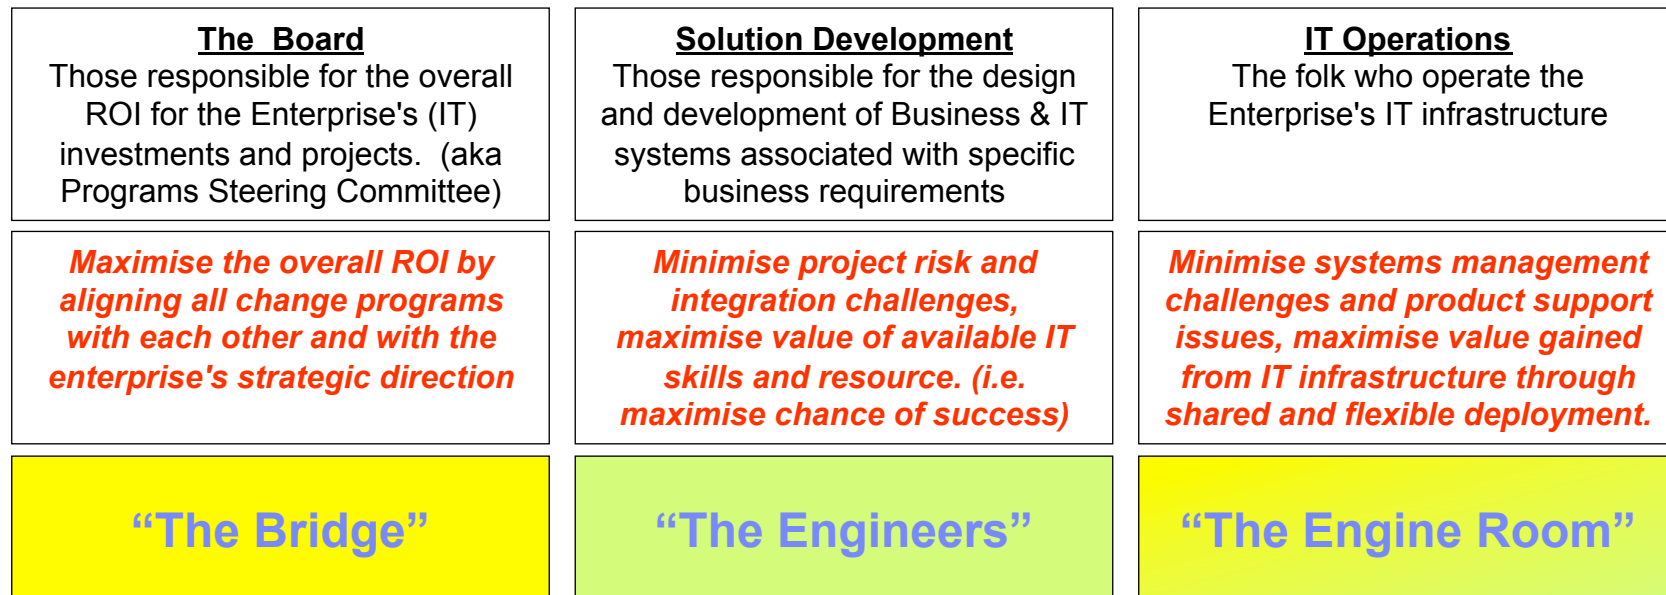 The  Board
Those responsible for the overall
ROI for the Enterprise's (IT)
investments and projects.  (aka
Programs Steering Committee)
Solution Development
Those responsible for the design
and development of Business & IT
systems associated with specific
business requirements
IT Operations
The folk who operate the
Enterprise's IT infrastructure
Maximise the overall ROI by
aligning all change programs
with each other and with the
enterprise's strategic direction
Minimise project risk and
integration challenges,
maximise value of available IT
skills and resource. (i.e.
maximise chance of success)
Minimise systems management
challenges and product support
issues, maximise value gained
from IT infrastructure through
shared and flexible deployment.
“The Bridge”
“The Engineers”
“The Engine Room”